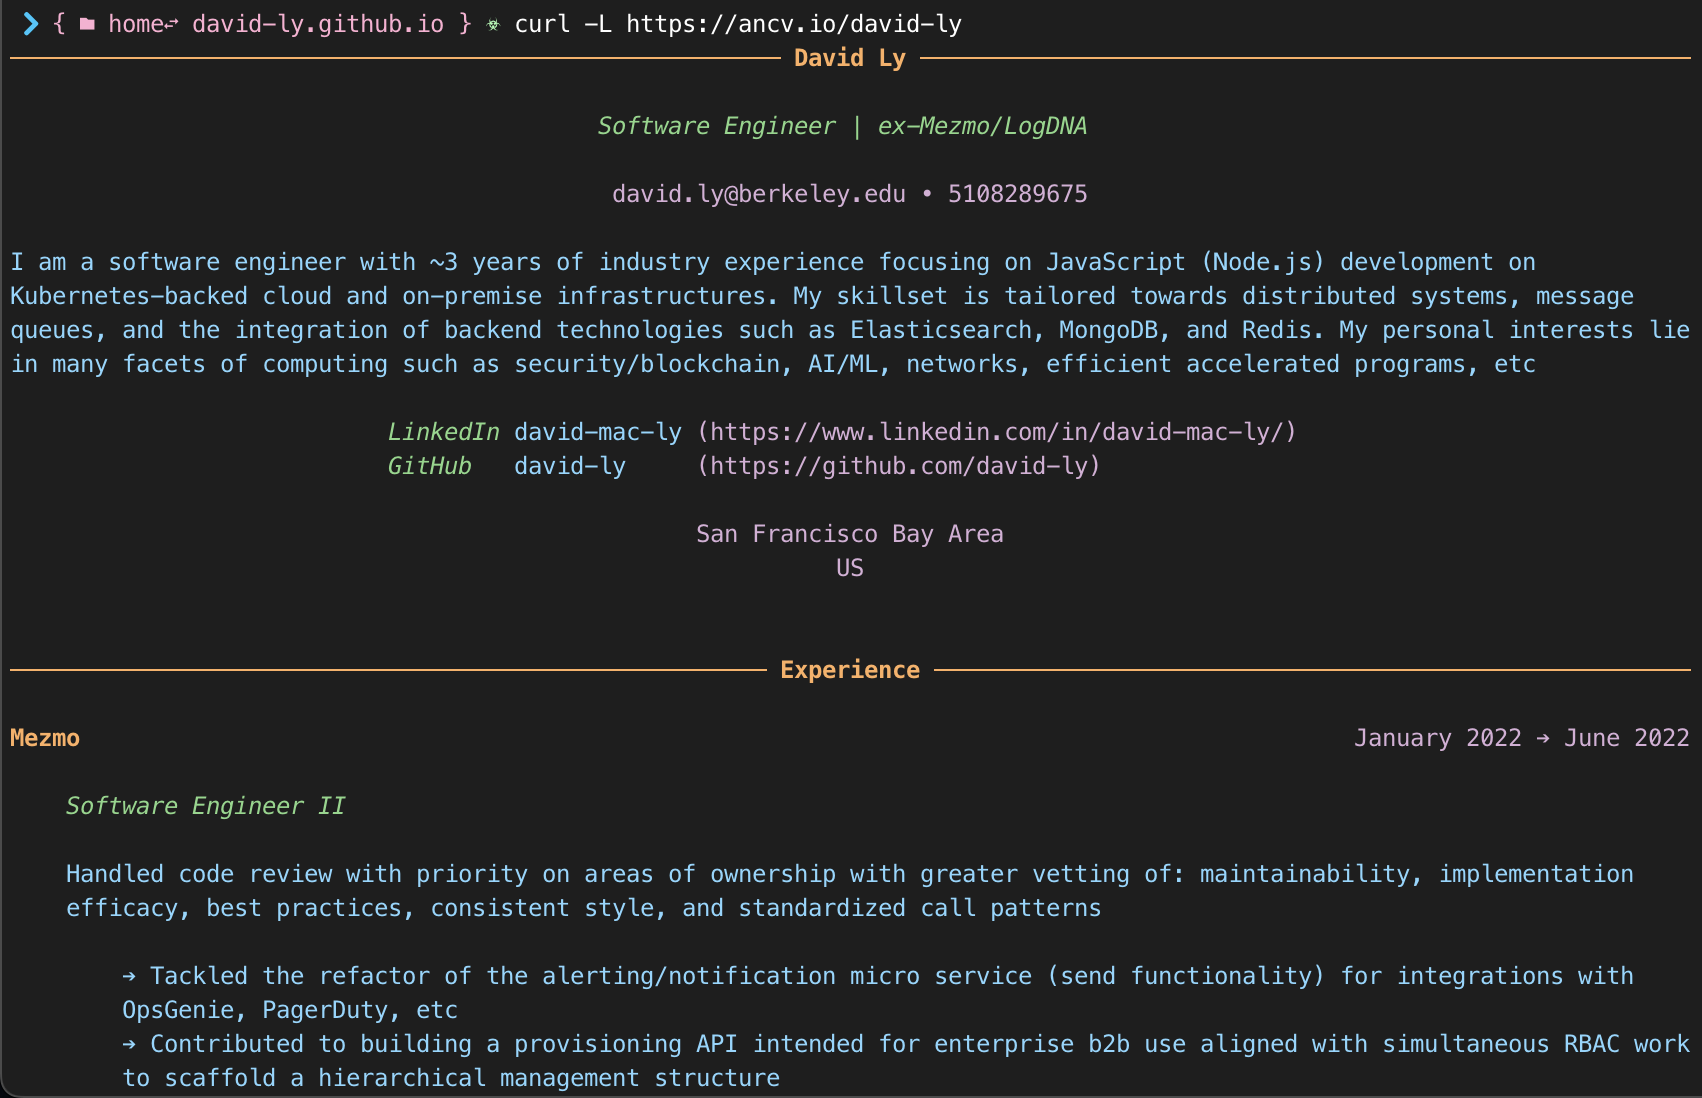 ❯ { home↔ david-ly.github.io } ☣ curl -L https://ancv.io/david-ly
David Ly
Software Engineer | ex-Mezmo/LogDNA
david.ly@berkeley.edu • 5108289675
I am a software engineer with ~3 years of industry experience focusing on JavaScript (Node.js) development on
Kubernetes-backed cloud and on-premise infrastructures. My skillset is tailored towards distributed systems, message
queues, and the integration of backend technologies such as Elasticsearch, MongoDB, and Redis. My personal interests lie
in many facets of computing such as security/blockchain, AI/ML, networks, efficient accelerated programs, etc
LinkedIn david-mac-ly (https://www.linkedin.com/in/david-mac-ly/)
GitHub david-ly (https://github.com/david-ly)
San Francisco Bay Area
US
Experience
Mezmo January 2022 → June 2022
Software Engineer II
Handled code review with priority on areas of ownership with greater vetting of: maintainability, implementation
efficacy, best practices, consistent style, and standardized call patterns
→ Tackled the refactor of the alerting/notification micro service (send functionality) for integrations with
OpsGenie, PagerDuty, etc
→ Contributed to building a provisioning API intended for enterprise b2b use aligned with simultaneous RBAC work
to scaffold a hierarchical management structure